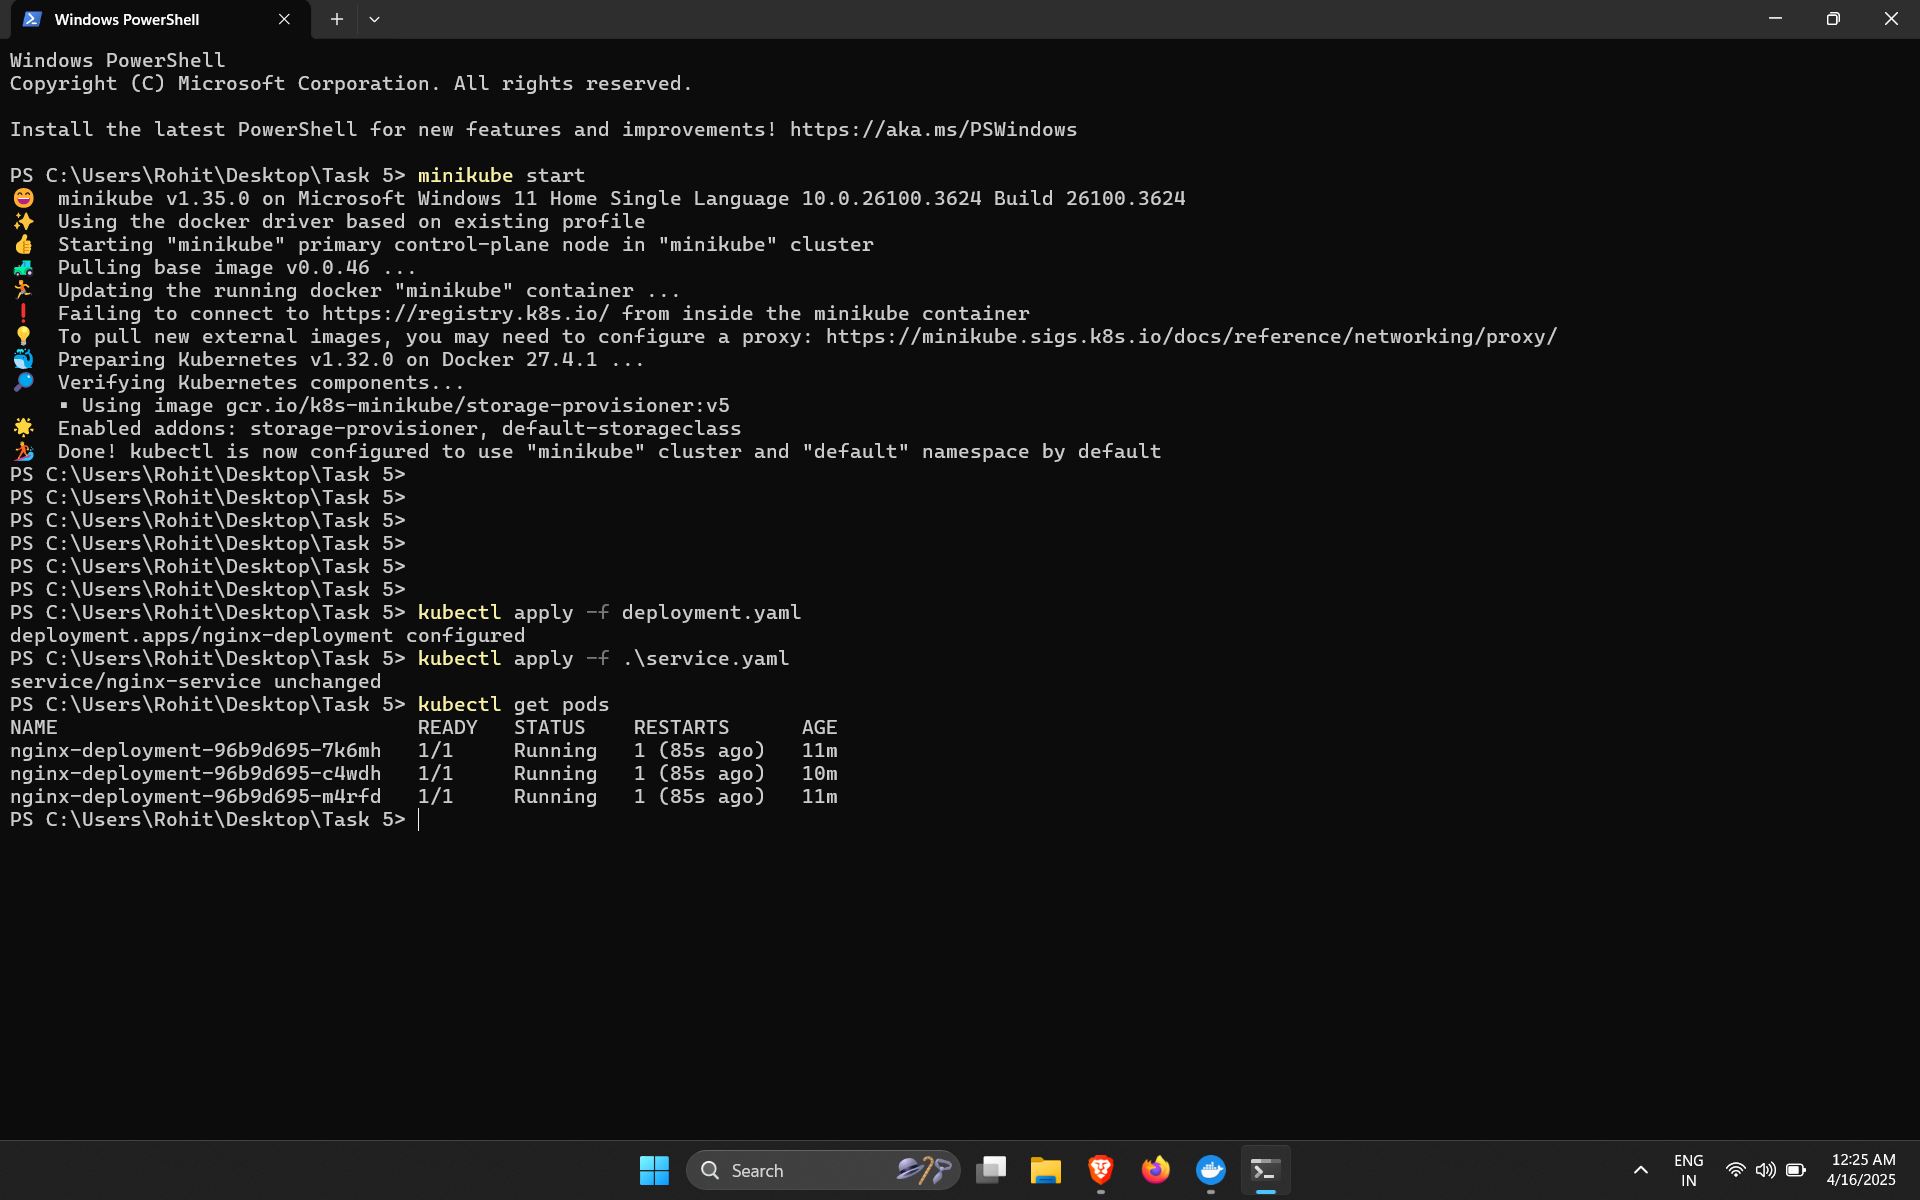 Windows PowerShell
Windows PowerShell
Copyright (C) Microsoft Corporation. All rights reserved.
Install the latest PowerShell for new features and improvements! https://aka.ms/PSWindows
PS C:\Users\Rohit\Desktop\Task 5> minikube start
😄  minikube v1.35.0 on Microsoft Windows 11 Home Single Language 10.0.26100.3624 Build 26100.3624
✨  Using the docker driver based on existing profile
👍  Starting "minikube" primary control-plane node in "minikube" cluster
🚜  Pulling base image v0.0.46 ...
🏃  Updating the running docker "minikube" container ...
❗  Failing to connect to https://registry.k8s.io/ from inside the minikube container
💡  To pull new external images, you may need to configure a proxy: https://minikube.sigs.k8s.io/docs/reference/networking/proxy/
🐳  Preparing Kubernetes v1.32.0 on Docker 27.4.1 ...
🔎  Verifying Kubernetes components...
▪ Using image gcr.io/k8s-minikube/storage-provisioner:v5
🌟  Enabled addons: storage-provisioner, default-storageclass
🏄  Done! kubectl is now configured to use "minikube" cluster and "default" namespace by default
PS C:\Users\Rohit\Desktop\Task 5>
PS C:\Users\Rohit\Desktop\Task 5>
PS C:\Users\Rohit\Desktop\Task 5>
PS C:\Users\Rohit\Desktop\Task 5>
PS C:\Users\Rohit\Desktop\Task 5>
PS C:\Users\Rohit\Desktop\Task 5>
PS C:\Users\Rohit\Desktop\Task 5> kubectl apply -f deployment.yaml
deployment.apps/nginx-deployment configured
PS C:\Users\Rohit\Desktop\Task 5> kubectl apply -f .\service.yaml
service/nginx-service unchanged
PS C:\Users\Rohit\Desktop\Task 5> kubectl get pods
NAME READY STATUS RESTARTS AGE
nginx-deployment-96b9d695-7k6mh 1/1 Running 1 (85s ago) 11m
nginx-deployment-96b9d695-c4wdh 1/1 Running 1 (85s ago) 10m
nginx-deployment-96b9d695-m4rfd 1/1 Running 1 (85s ago) 11m
PS C:\Users\Rohit\Desktop\Task 5>
Search
ENG
IN
12:25 AM
4/16/2025